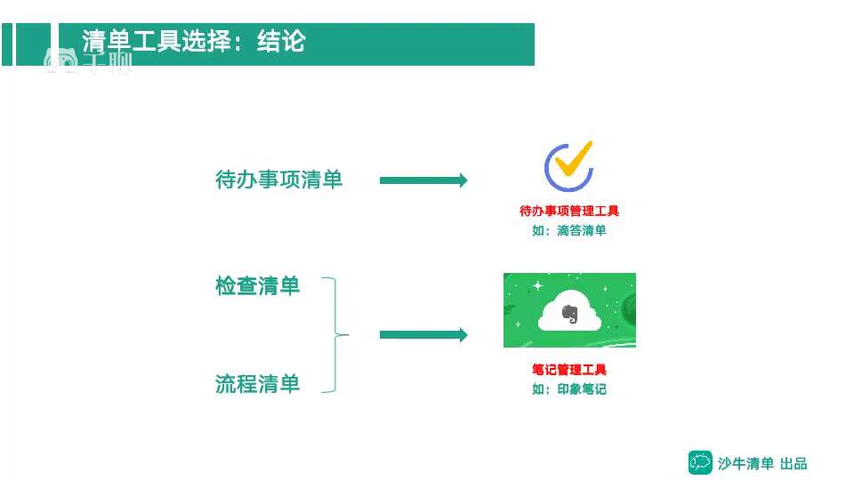 清单工具选择：结论
千聊
待办事项清单
待办事项管理工具
如：滴答清单
检查清单
流程清单
笔记管理工具
如：印象笔记
沙牛清单 出品